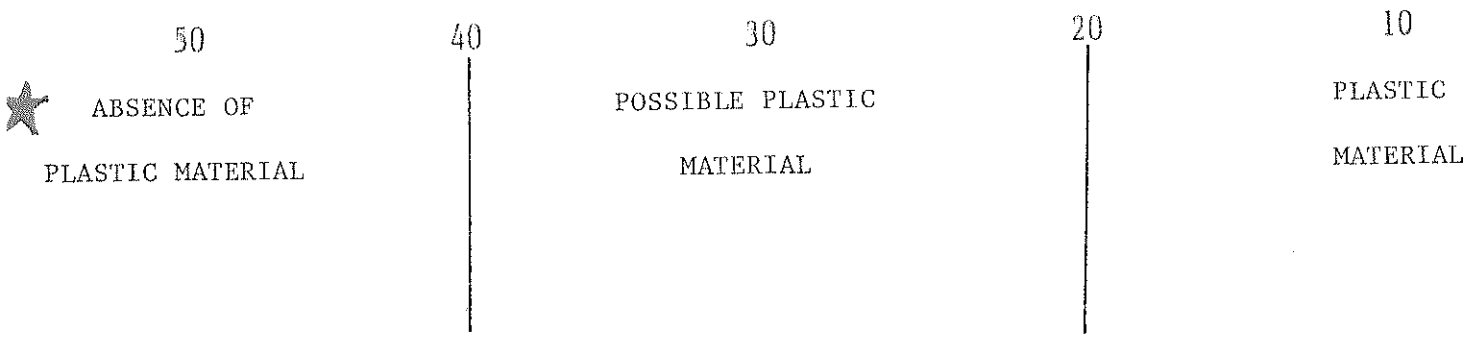 50 40 30 20 10
ABSENCE OF POSSIBLE PLASTIC PLASTIC
PLASTIC MATERIAL MATERIAL MATERIAL